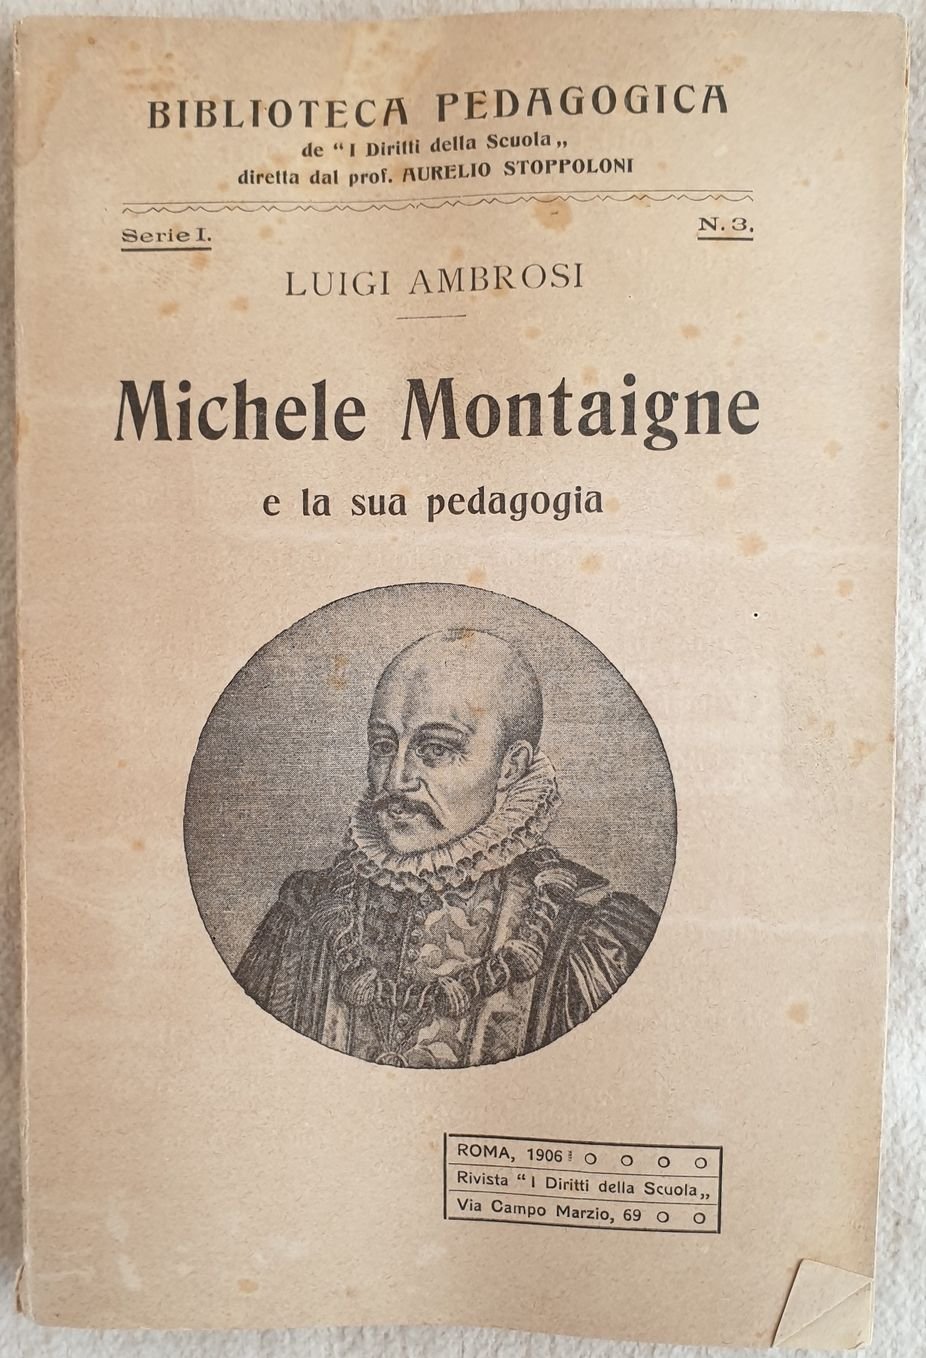 BIBLIOTECA PEDAGOGICA
de “ I Diritti della Scuola „
diretta dal prof. AURELIO STOPPOLONI
Serie I.
N. 3.
LUIGI AMBROSI
Michele Montaigne
e la sua pedagogia
ROMA, 1906
Rivista “ I Diritti della Scuola „
Via Campo Marzio, 69